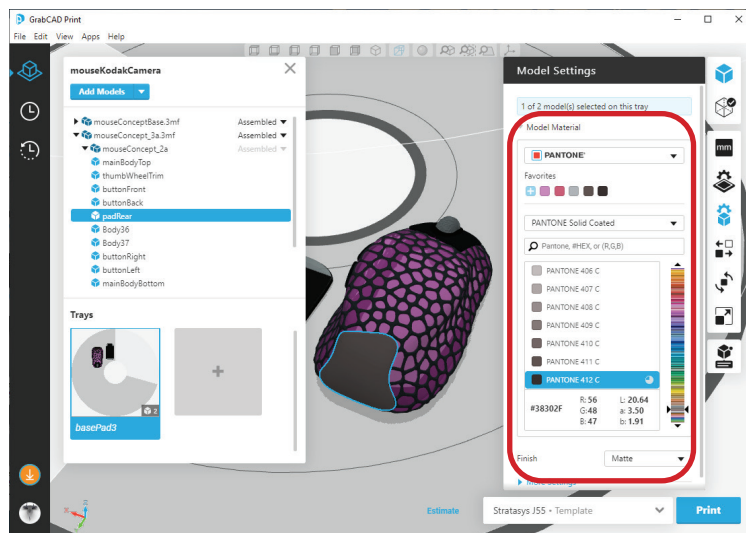 GrabCAD Print
File Edit View Apps Help
mouseKodakCamera
Add Models
mouseConceptBase.3mf Assembled
mouseConcept_3a.3mf Assembled
mouseConcept_2a Assembled
mainBodyTop
thumbWheelTrim
buttonFront
buttonBack
padRear
Body36
Body37
buttonRight
buttonLeft
mainBodyBottom
Trays
2
basePad3
+
Model Settings
1 of 2 model(s) selected on this tray
Model Material
PANTONE'
Favorites
PANTONE Solid Coated
Pantone, #HEX, or (R,G,B)
PANTONE 406 C
PANTONE 407 C
PANTONE 408 C
PANTONE 409 C
PANTONE 410 C
PANTONE 411 C
PANTONE 412 C
#38302F
R: 56 L: 20.64
G: 48 a: 3.50
B: 47 b: 1.91
Finish Matte
More Settings
mm
X Y Z
Estimate
Stratasys J55 - Template
Print